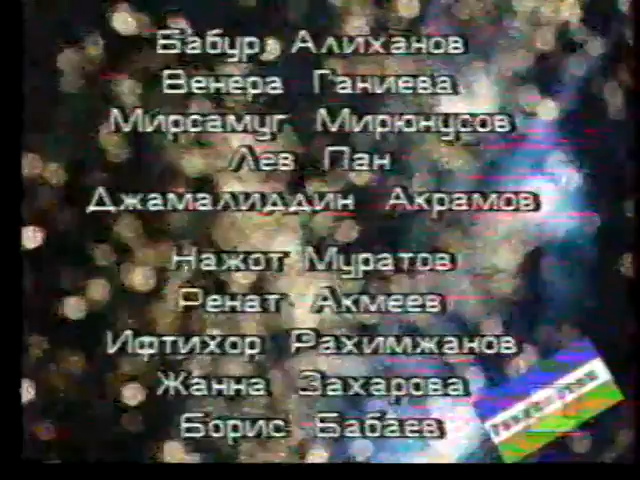 Бабур Алиханов
Венера Ганиева
Мирсамуг Мирюнусов
Лев Пан
Джамалиддин Акрамов
Нажот Муратов
Ренат Акмеев
Ифтихор Рахимжанов
Жанна Захарова
Борис Бабаев